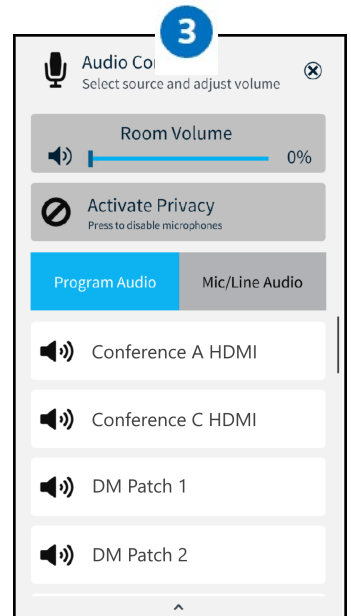 3
Audio Co
Select source and adjust volume
Room Volume
0%
Activate Privacy
Press to disable microphones
Program Audio
Mic/Line Audio
Conference A HDMI
Conference C HDMI
DM Patch 1
DM Patch 2